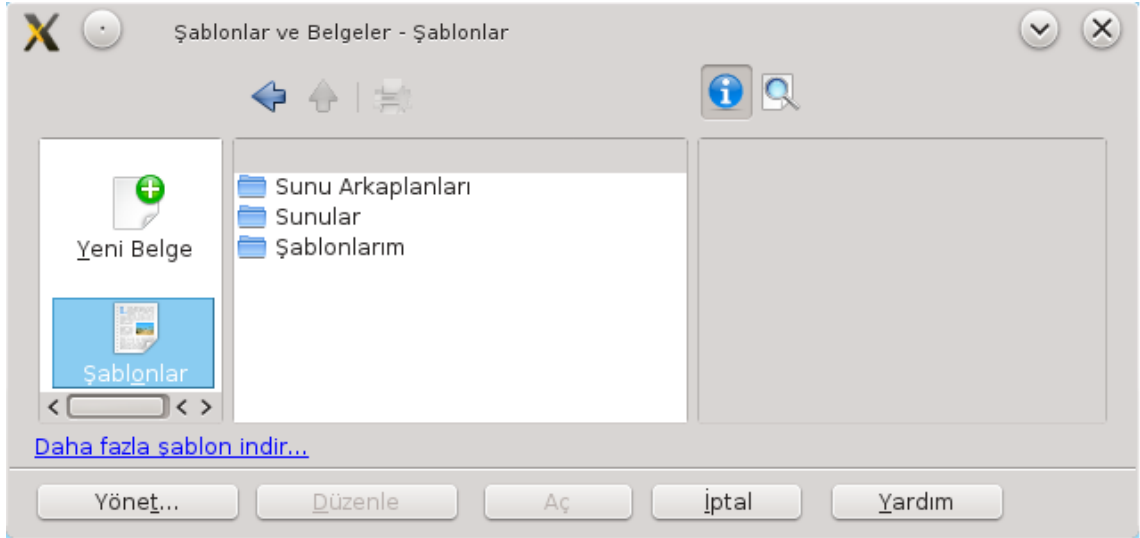 Şablonlar ve Belgeler - Şablonlar
Yeni Belge
Şablonlar
Sunu Arkaplanları
Sunular
Şablonlarım
Daha fazla şablon indir...
Yönet...
Düzenle
Aç
İptal
Yardım